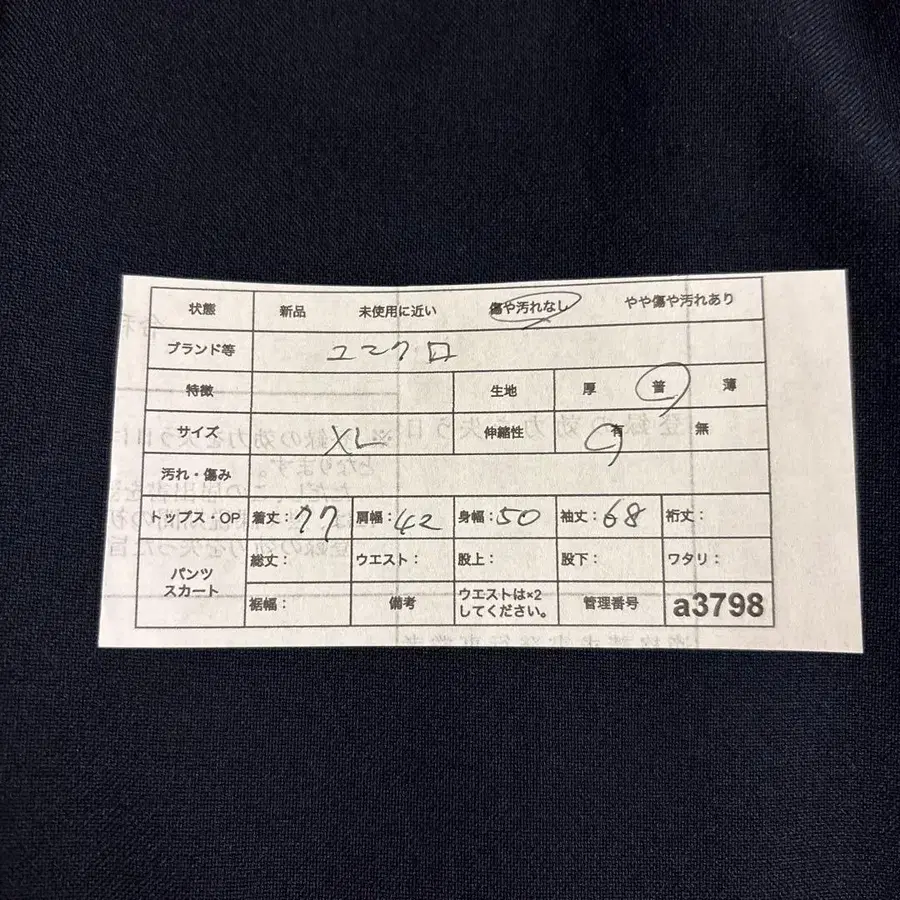 状態 新品 未使用に近い 傷や汚れなし やや傷や汚れあり
ブランド等 ユニクロ
特徴 生地 厚 普 薄
サイズ XL 伸縮性 有 無
汚れ・傷み
トップス・OP 着丈:77 肩幅:42 身幅:50 袖丈:68 裄丈:
パンツ スカート 総丈: ウエスト: 股上: 股下: ワタリ:
裾幅: 備考 ウエストは×2してください。 管理番号 a3798